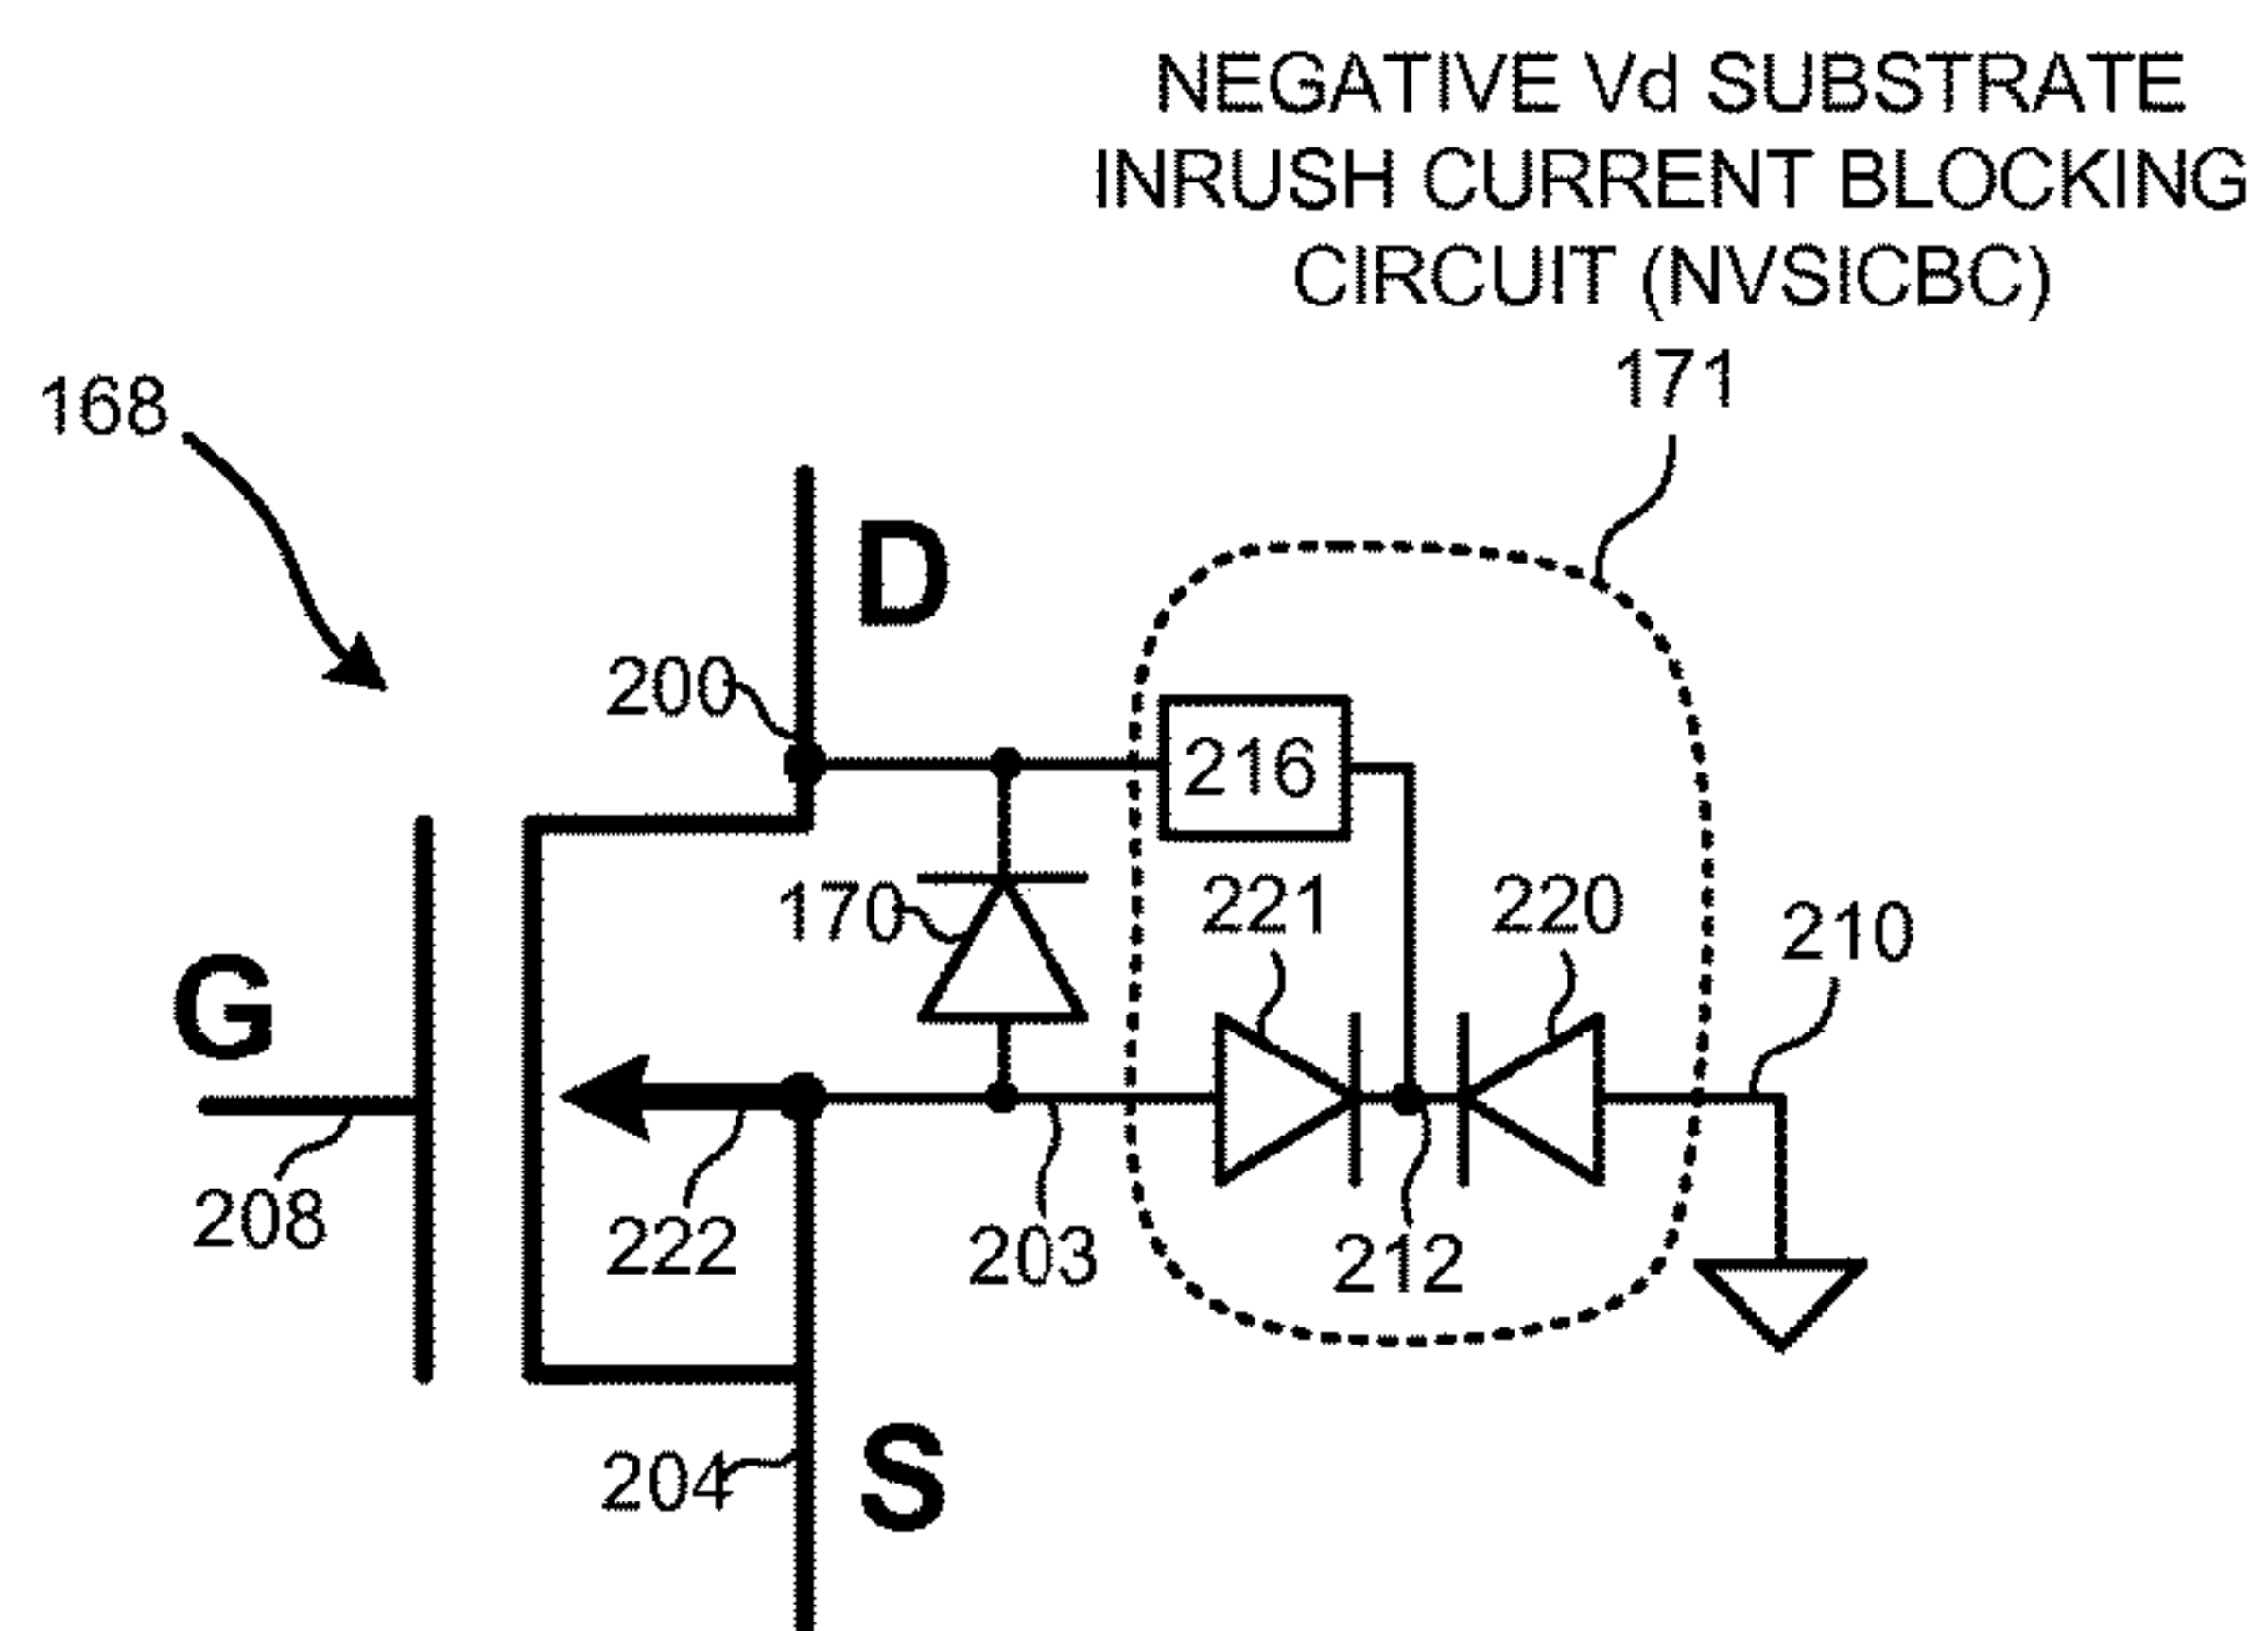 NEGATIVE Vd SUBSTRATE
INRUSH CURRENT BLOCKING
CIRCUIT (NVSICBC)
171
168
D
200
216
170
221
220
210
G
208
222
203
212
204
S